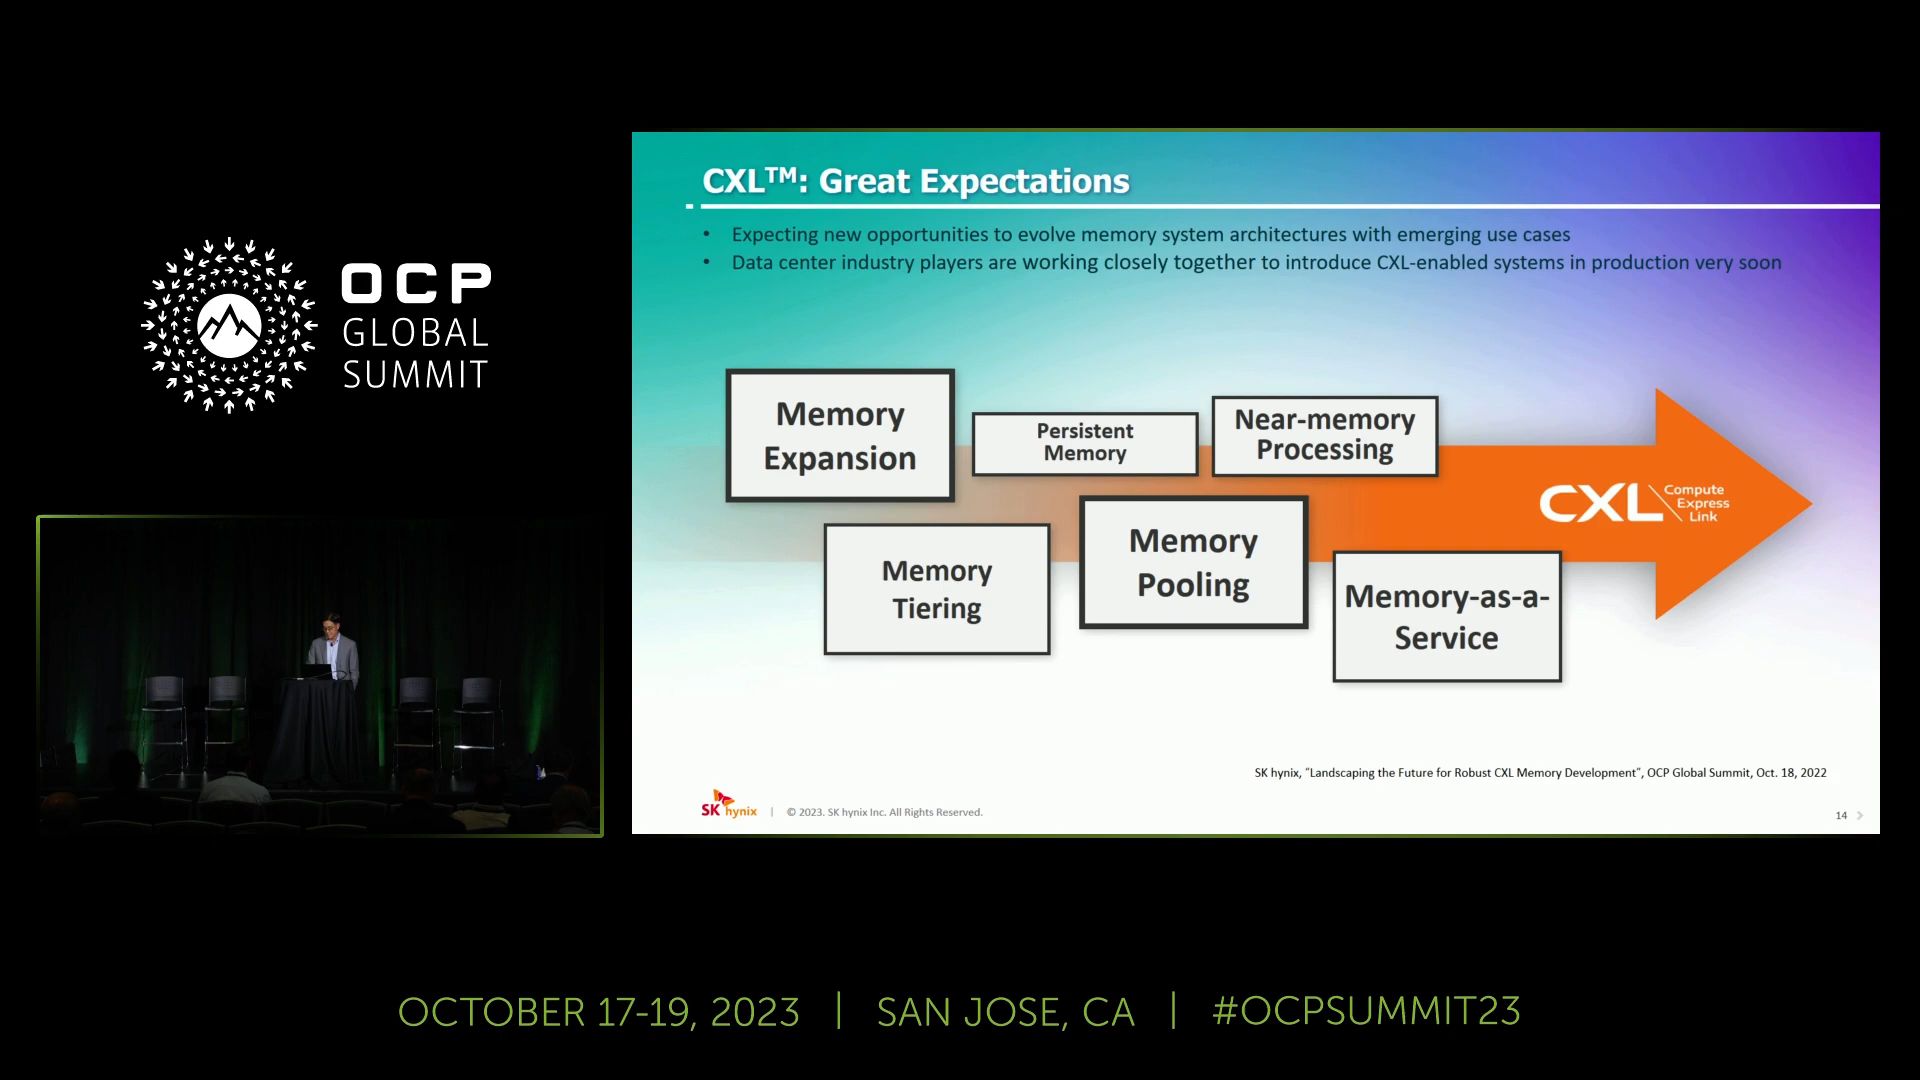 OCP
GLOBAL
SUMMIT
CXL™: Great Expectations
• Expecting new opportunities to evolve memory system architectures with emerging use cases
• Data center industry players are working closely together to introduce CXL-enabled systems in production very soon
Memory
Expansion
Persistent
Memory
Near-memory
Processing
Memory
Tiering
Memory
Pooling
Memory-as-a-
Service
CXL
Compute
Express
Link
SK hynix, "Landscaping the Future for Robust CXL Memory Development", OCP Global Summit, Oct. 18, 2022
SK hynix | © 2023. SK hynix Inc. All Rights Reserved.
14
OCTOBER 17-19, 2023 | SAN JOSE, CA | #OCPSUMMIT23